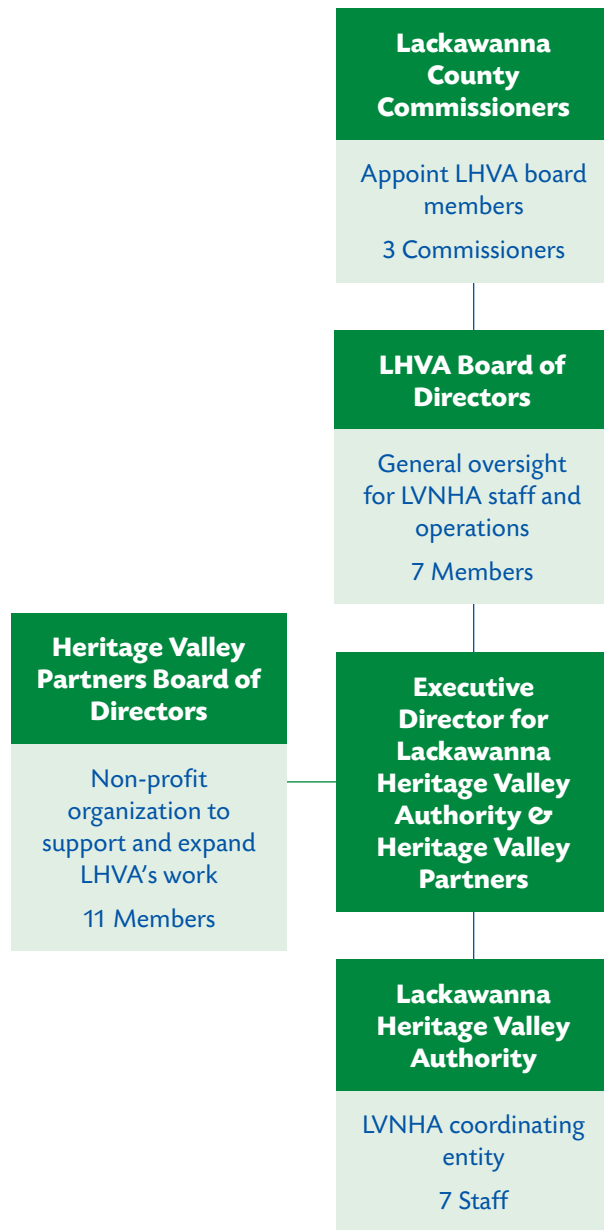 Lackawanna
County
Commissioners
Appoint LHVA board
members
3 Commissioners
LHVA Board of
Directors
General oversight
for LVNHA staff and
operations
7 Members
Heritage Valley
Partners Board of
Directors
Non-profit
organization to
support and expand
LHVA's work
11 Members
Executive
Director for
Lackawanna
Heritage Valley
Authority &
Heritage Valley
Partners
Lackawanna
Heritage Valley
Authority
LVNHA coordinating
entity
7 Staff